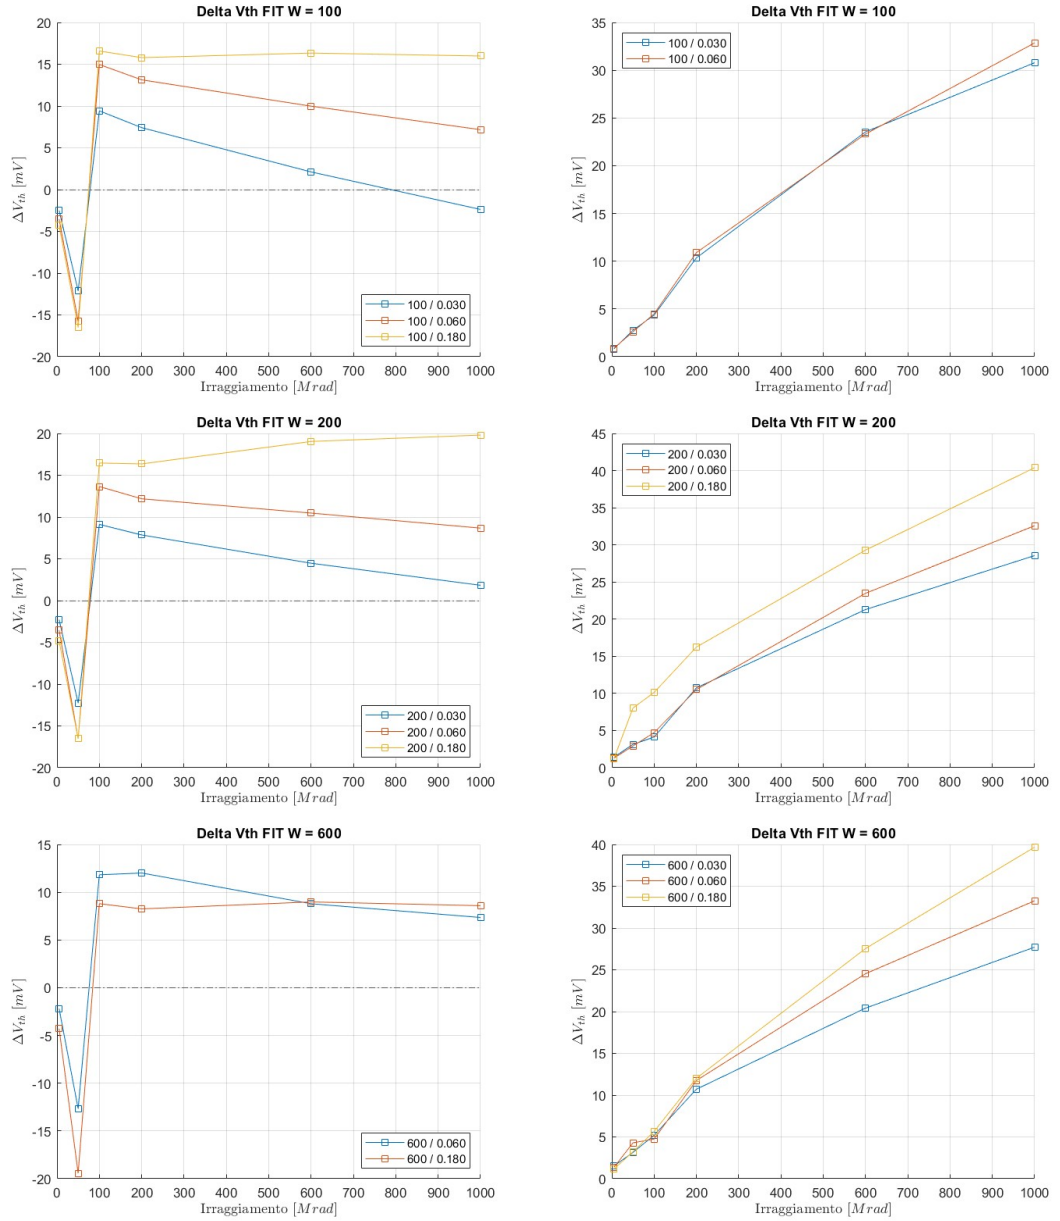 Delta Vth FIT W = 100
20
15
10
5
0
-5
-10
-15
-20
ΔV_th [mV]
100 / 0.030
100 / 0.060
100 / 0.180
0 100 200 300 400 500 600 700 800 900 1000
Irraggiamento [Mrad]
Delta Vth FIT W = 100
35
30
25
20
15
10
5
0
ΔV_th [mV]
100 / 0.030
100 / 0.060
0 100 200 300 400 500 600 700 800 900 1000
Irraggiamento [Mrad]
Delta Vth FIT W = 200
20
15
10
5
0
-5
-10
-15
-20
ΔV_th [mV]
200 / 0.030
200 / 0.060
200 / 0.180
0 100 200 300 400 500 600 700 800 900 1000
Irraggiamento [Mrad]
Delta Vth FIT W = 200
45
40
35
30
25
20
15
10
5
0
ΔV_th [mV]
200 / 0.030
200 / 0.060
200 / 0.180
0 100 200 300 400 500 600 700 800 900 1000
Irraggiamento [Mrad]
Delta Vth FIT W = 600
15
10
5
0
-5
-10
-15
-20
ΔV_th [mV]
600 / 0.060
600 / 0.180
0 100 200 300 400 500 600 700 800 900 1000
Irraggiamento [Mrad]
Delta Vth FIT W = 600
40
35
30
25
20
15
10
5
0
ΔV_th [mV]
600 / 0.030
600 / 0.060
600 / 0.180
0 100 200 300 400 500 600 700 800 900 1000
Irraggiamento [Mrad]